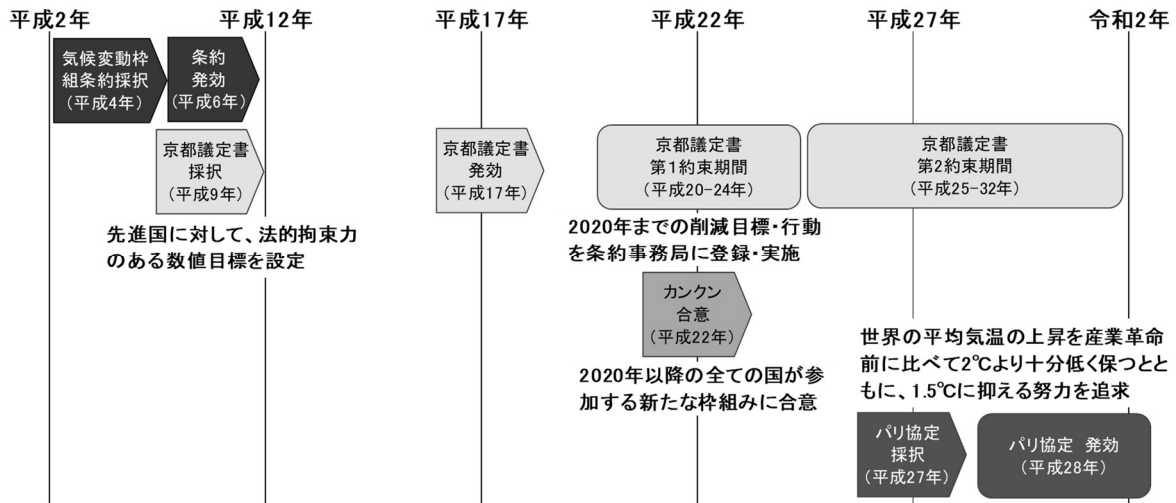 平成2年
平成12年
平成17年
平成22年
平成27年
令和2年
気候変動枠
組条約採択
(平成4年)
条約
発効
(平成6年)
京都議定書
採択
(平成9年)
先進国に対して、法的拘束力
のある数値目標を設定
京都議定書
発効
(平成17年)
京都議定書
第1約束期間
(平成20-24年)
京都議定書
第2約束期間
(平成25-32年)
2020年までの削減目標・行動
を条約事務局に登録・実施
カンクン
合意
(平成22年)
2020年以降の全ての国が参
加する新たな枠組みに合意
世界の平均気温の上昇を産業革命
前に比べて2℃より十分低く保つとと
もに、1.5℃に抑える努力を追求
パリ協定
採択
(平成27年)
パリ協定 発効
(平成28年)